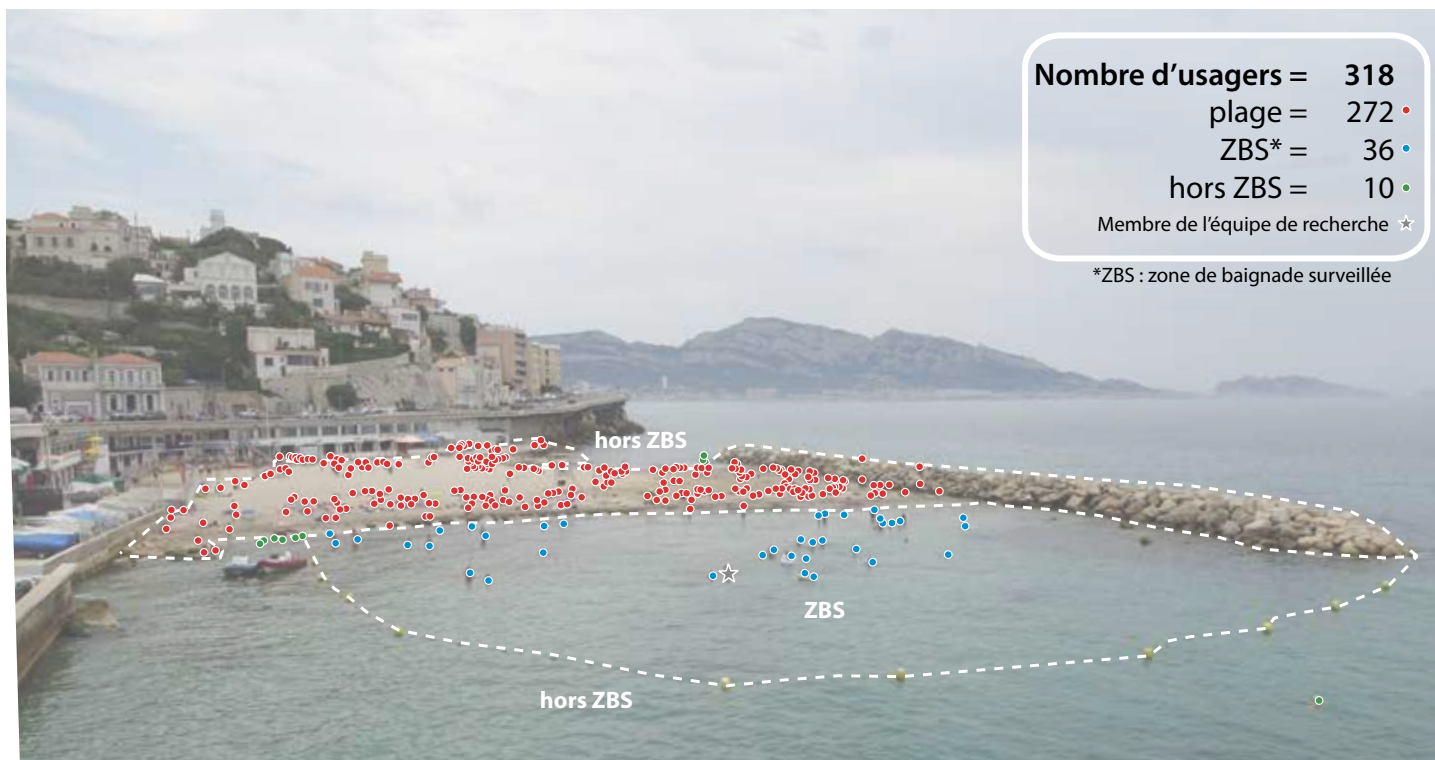 Nombre d'usagers = 318
plage = 272
ZBS* = 36
hors ZBS = 10
Membre de l'équipe de recherche
*ZBS : zone de baignade surveillée
hors ZBS
ZBS
hors ZBS